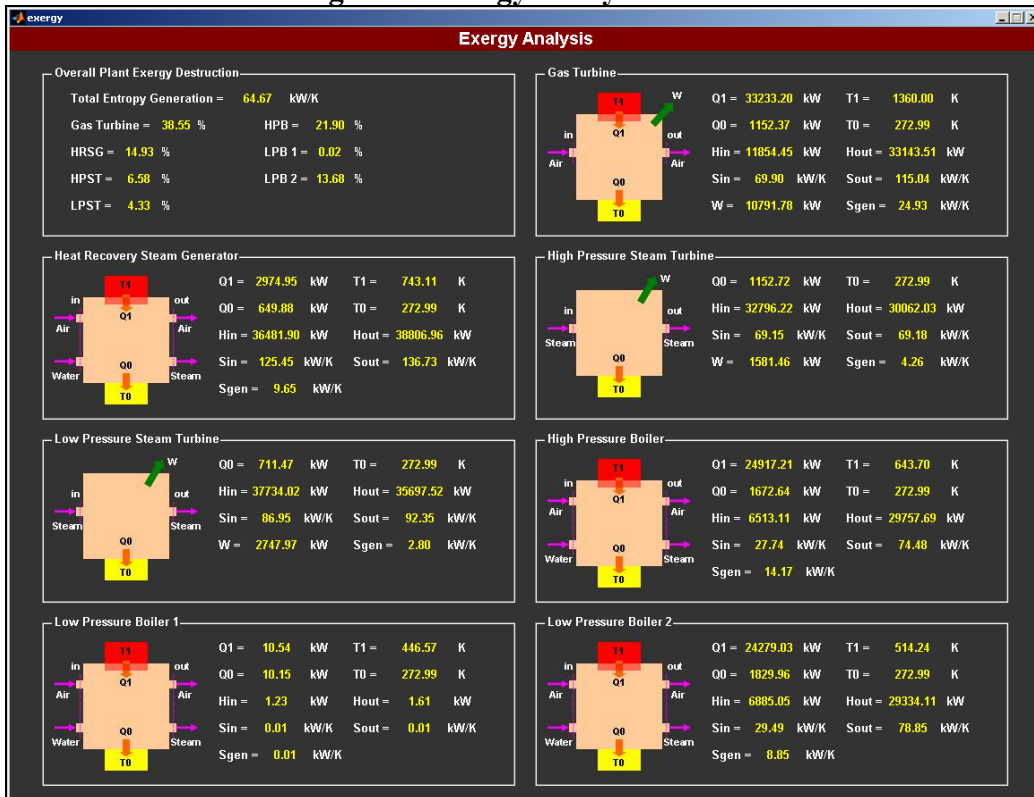 exergy
Exergy Analysis
Overall Plant Exergy Destruction
Total Entropy Generation = 64.67 kW/K
Gas Turbine = 38.55 % HPB = 21.90 %
HRSG = 14.93 % LPB 1 = 0.02 %
HPST = 6.58 % LPB 2 = 13.68 %
LPST = 4.33 %
Gas Turbine
T1 W
in Q1 out
Air Air
Q0
T0
Q1 = 33233.20 kW T1 = 1360.00 K
Q0 = 1152.37 kW T0 = 272.99 K
Hin = 11854.45 kW Hout = 33143.51 kW
Sin = 69.90 kW/K Sout = 115.04 kW/K
W = 10791.78 kW Sgen = 24.93 kW/K
Heat Recovery Steam Generator
T1
in Q1 out
Air Air
Water Q0 Steam
T0
Q1 = 2974.95 kW T1 = 743.11 K
Q0 = 649.88 kW T0 = 272.99 K
Hin = 36481.90 kW Hout = 38806.96 kW
Sin = 125.45 kW/K Sout = 136.73 kW/K
Sgen = 9.65 kW/K
High Pressure Steam Turbine
W
in out
Steam Steam
Q0
T0
Q0 = 1152.72 kW T0 = 272.99 K
Hin = 32796.22 kW Hout = 30062.03 kW
Sin = 69.15 kW/K Sout = 69.18 kW/K
W = 1581.46 kW Sgen = 4.26 kW/K
Low Pressure Steam Turbine
W
in out
Steam Steam
Q0
T0
Q0 = 711.47 kW T0 = 272.99 K
Hin = 37734.02 kW Hout = 35697.52 kW
Sin = 86.95 kW/K Sout = 92.35 kW/K
W = 2747.97 kW Sgen = 2.80 kW/K
High Pressure Boiler
T1
in Q1 out
Air Air
Water Q0 Steam
T0
Q1 = 24917.21 kW T1 = 643.70 K
Q0 = 1672.64 kW T0 = 272.99 K
Hin = 6513.11 kW Hout = 29757.69 kW
Sin = 27.74 kW/K Sout = 74.48 kW/K
Sgen = 14.17 kW/K
Low Pressure Boiler 1
T1
in Q1 out
Air Air
Water Q0 Steam
T0
Q1 = 10.54 kW T1 = 446.57 K
Q0 = 10.15 kW T0 = 272.99 K
Hin = 1.23 kW Hout = 1.61 kW
Sin = 0.01 kW/K Sout = 0.01 kW/K
Sgen = 0.01 kW/K
Low Pressure Boiler 2
T1
in Q1 out
Air Air
Water Q0 Steam
T0
Q1 = 24279.03 kW T1 = 514.24 K
Q0 = 1829.96 kW T0 = 272.99 K
Hin = 6885.05 kW Hout = 29334.11 kW
Sin = 29.49 kW/K Sout = 78.85 kW/K
Sgen = 8.85 kW/K